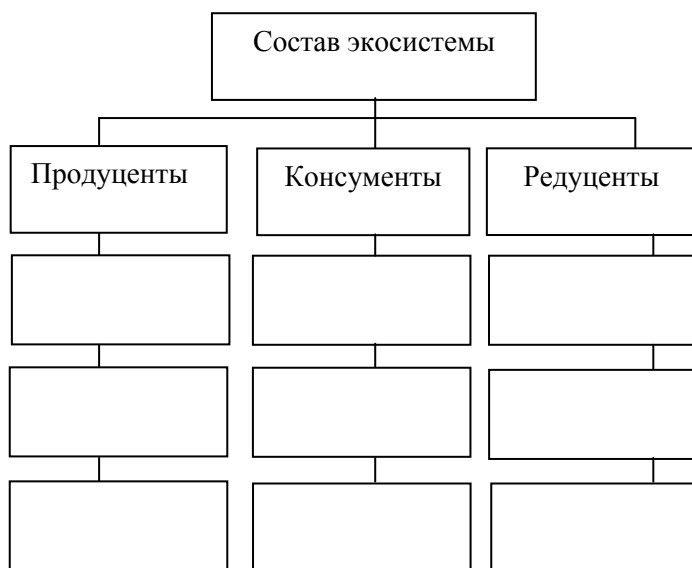 Состав экосистемы
Продуценты
Консументы
Редуценты